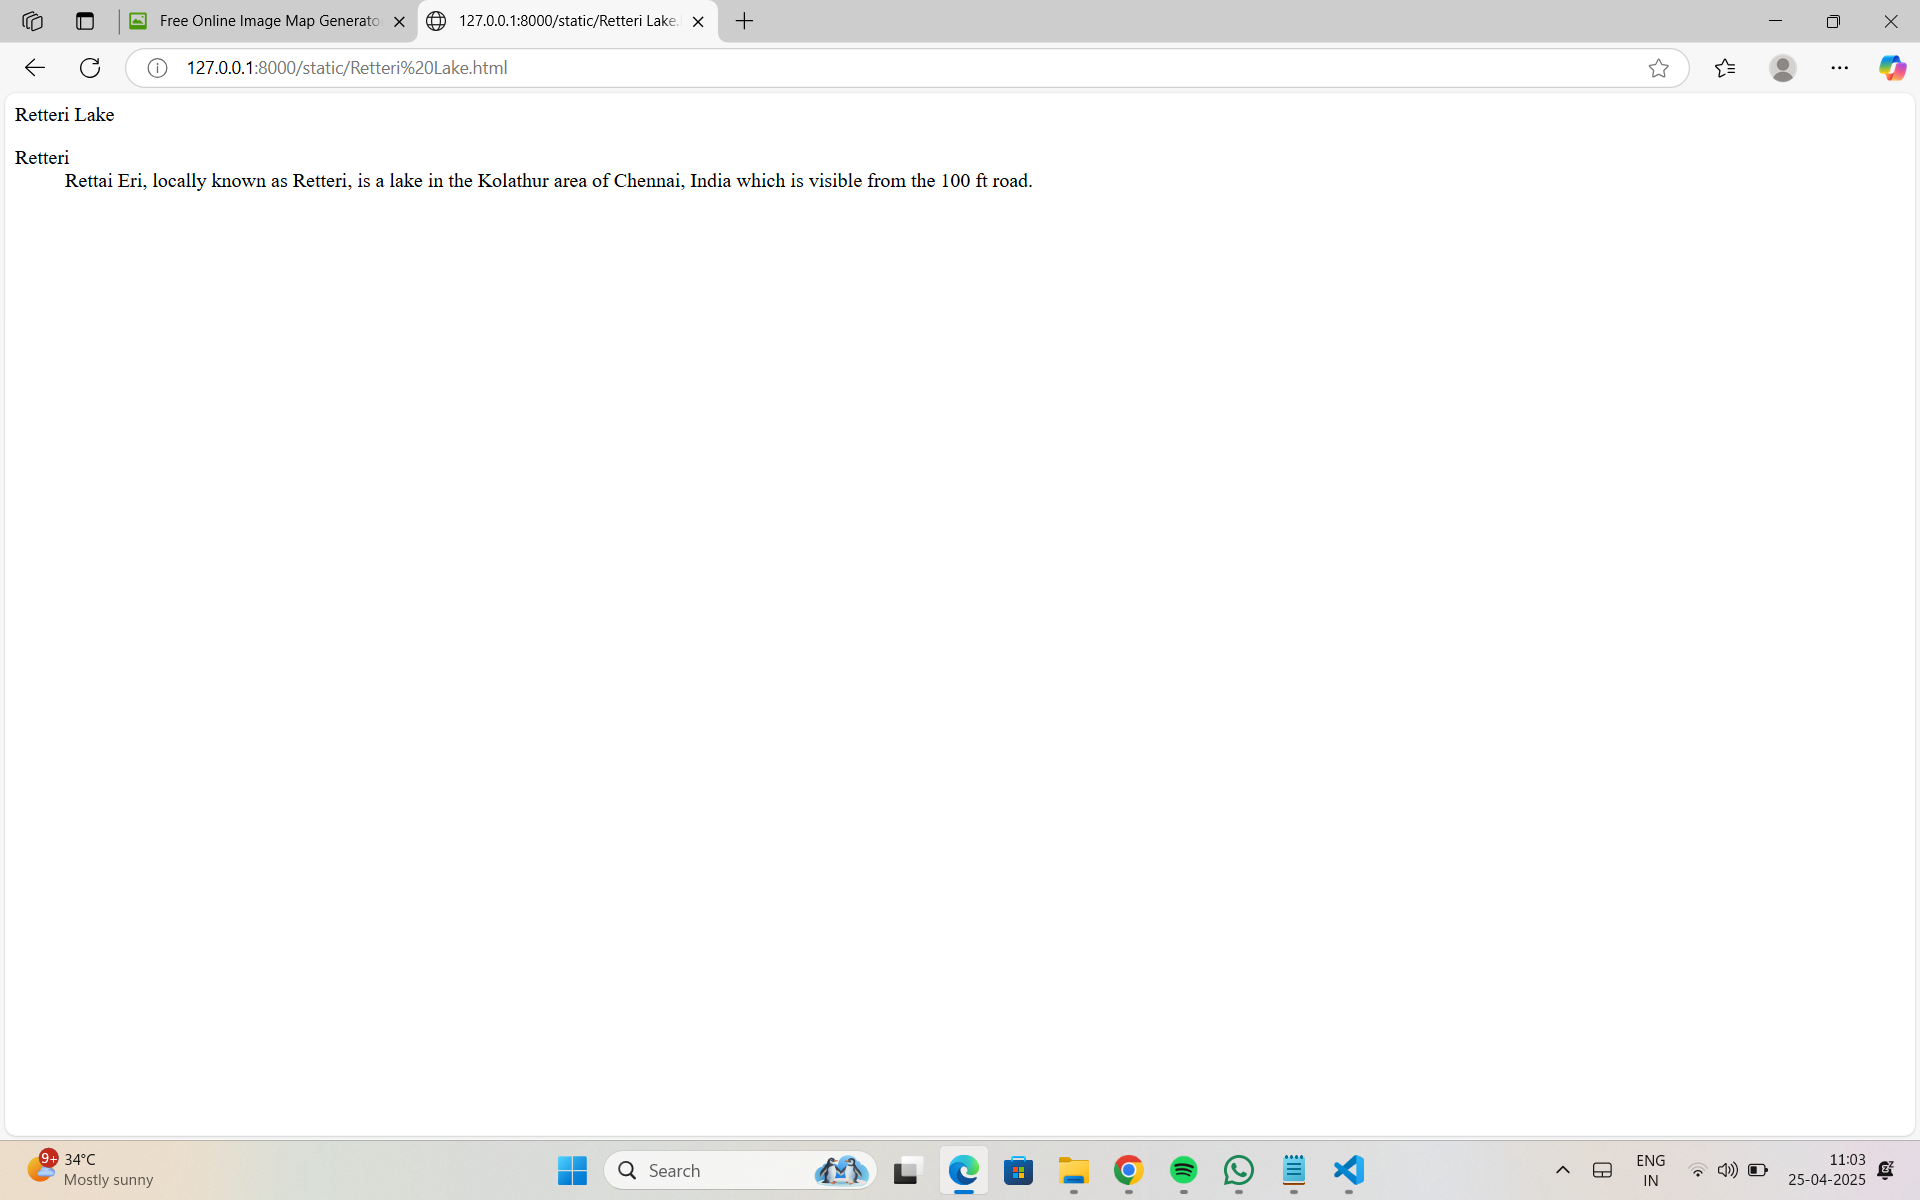 Free Online Image Map Generato
127.0.0.1:8000/static/Retteri Lake.
127.0.0.1:8000/static/Retteri%20Lake.html
Retteri Lake
Retteri
Rettai Eri, locally known as Retteri, is a lake in the Kolathur area of Chennai, India which is visible from the 100 ft road.
9+
34°C
Mostly sunny
Search
ENG
IN
11:03
25-04-2025